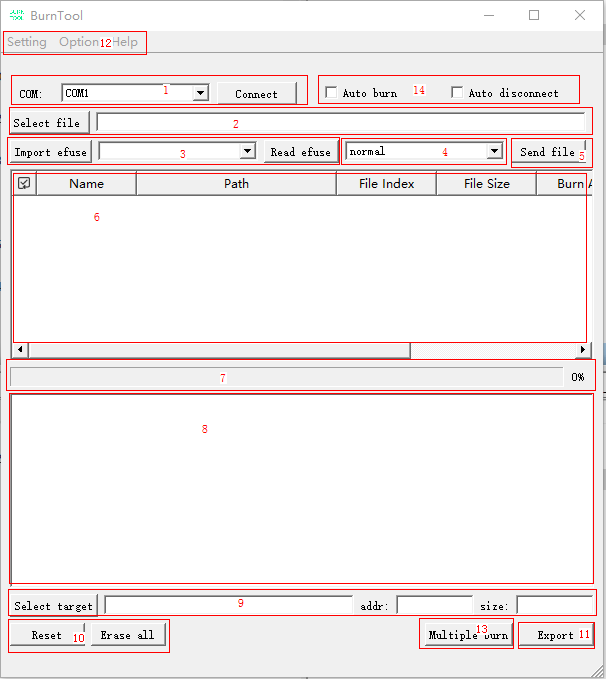 BURN TOOL BurnTool
Setting Option 12 Help
COM: COM1 1 Connect Auto burn 14 Auto disconnect
Select file 2
Import efuse 3 Read efuse normal 4 Send file 5
Name Path File Index File Size Burn A
6
7 0%
8
Select target 9 addr: size:
Reset 10 Erase all Multiple burn 13 Export 11